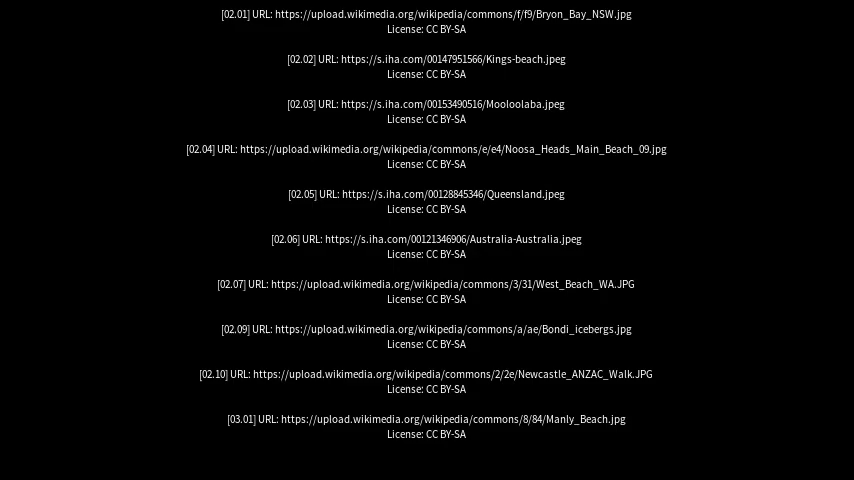 [02.01] URL: https://upload.wikimedia.org/wikipedia/commons/f/f9/Bryon_Bay_NSW.jpg
License: CC BY-SA
[02.02] URL: https://s.iha.com/00147951566/Kings-beach.jpeg
License: CC BY-SA
[02.03] URL: https://s.iha.com/00153490516/Mooloolaba.jpeg
License: CC BY-SA
[02.04] URL: https://upload.wikimedia.org/wikipedia/commons/e/e4/Noosa_Heads_Main_Beach_09.jpg
License: CC BY-SA
[02.05] URL: https://s.iha.com/00128845346/Queensland.jpeg
License: CC BY-SA
[02.06] URL: https://s.iha.com/00121346906/Australia-Australia.jpeg
License: CC BY-SA
[02.07] URL: https://upload.wikimedia.org/wikipedia/commons/3/31/West_Beach_WA.JPG
License: CC BY-SA
[02.09] URL: https://upload.wikimedia.org/wikipedia/commons/a/ae/Bondi_icebergs.jpg
License: CC BY-SA
[02.10] URL: https://upload.wikimedia.org/wikipedia/commons/2/2e/Newcastle_ANZAC_Walk.JPG
License: CC BY-SA
[03.01] URL: https://upload.wikimedia.org/wikipedia/commons/8/84/Manly_Beach.jpg
License: CC BY-SA